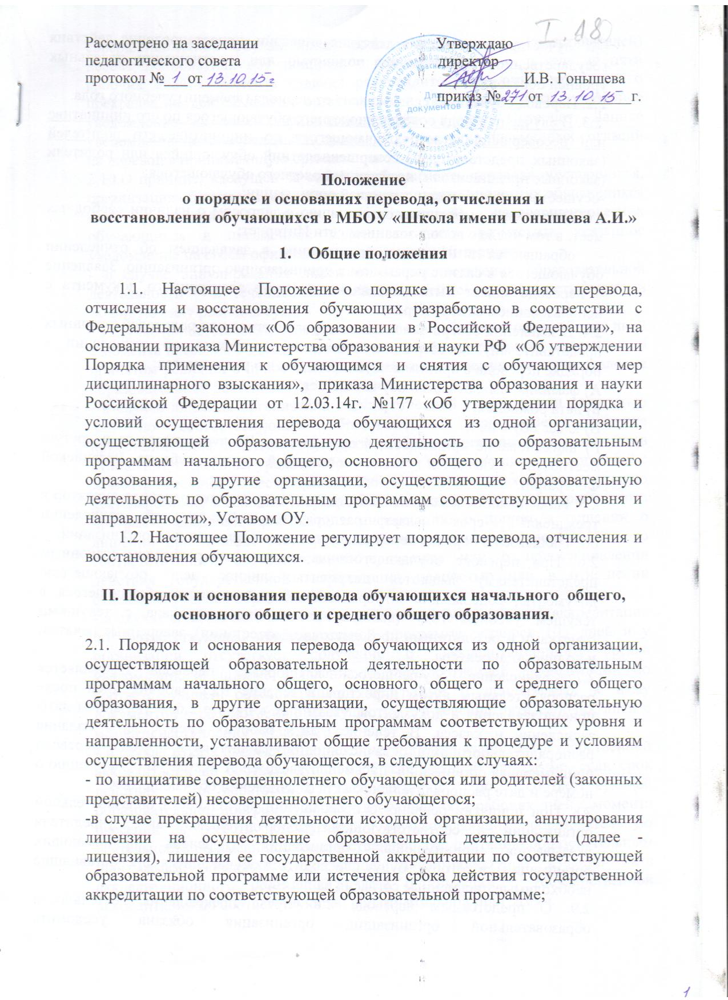 I.18
Рассмотрено на заседании
педагогического совета
протокол № 1 от 13.10.15г
Утверждаю
директор
И.В. Гонышева
приказ № 271 от 13.10.15 г.
Для
документов
Положение
о порядке и основаниях перевода, отчисления и
восстановления обучающихся в МБОУ «Школа имени Гонышева А.И.»
1. Общие положения
1.1. Настоящее Положение о порядке и основаниях перевода,
отчисления и восстановления обучающих разработано в соответствии с
Федеральным законом «Об образовании в Российской Федерации», на
основании приказа Министерства образования и науки РФ «Об утверждении
Порядка применения к обучающимся и снятия с обучающихся мер
дисциплинарного взыскания», приказа Министерства образования и науки
Российской Федерации от 12.03.14г. №177 «Об утверждении порядка и
условий осуществления перевода обучающихся из одной организации,
осуществляющей образовательную деятельность по образовательным
программам начального общего, основного общего и среднего общего
образования, в другие организации, осуществляющие образовательную
деятельность по образовательным программам соответствующих уровня и
направленности», Уставом ОУ.
1.2. Настоящее Положение регулирует порядок перевода, отчисления и
восстановления обучающихся.
II. Порядок и основания перевода обучающихся начального общего,
основного общего и среднего общего образования.
2.1. Порядок и основания перевода обучающихся из одной организации,
осуществляющей образовательной деятельности по образовательным
программам начального общего, основного общего и среднего общего
образования, в другие организации, осуществляющие образовательную
деятельность по образовательным программам соответствующих уровня и
направленности, устанавливают общие требования к процедуре и условиям
осуществления перевода обучающегося, в следующих случаях:
- по инициативе совершеннолетнего обучающегося или родителей (законных
представителей) несовершеннолетнего обучающегося;
-в случае прекращения деятельности исходной организации, аннулирования
лицензии на осуществление образовательной деятельности (далее -
лицензия), лишения ее государственной аккредитации по соответствующей
образовательной программе или истечения срока действия государственной
аккредитации по соответствующей образовательной программе;
1